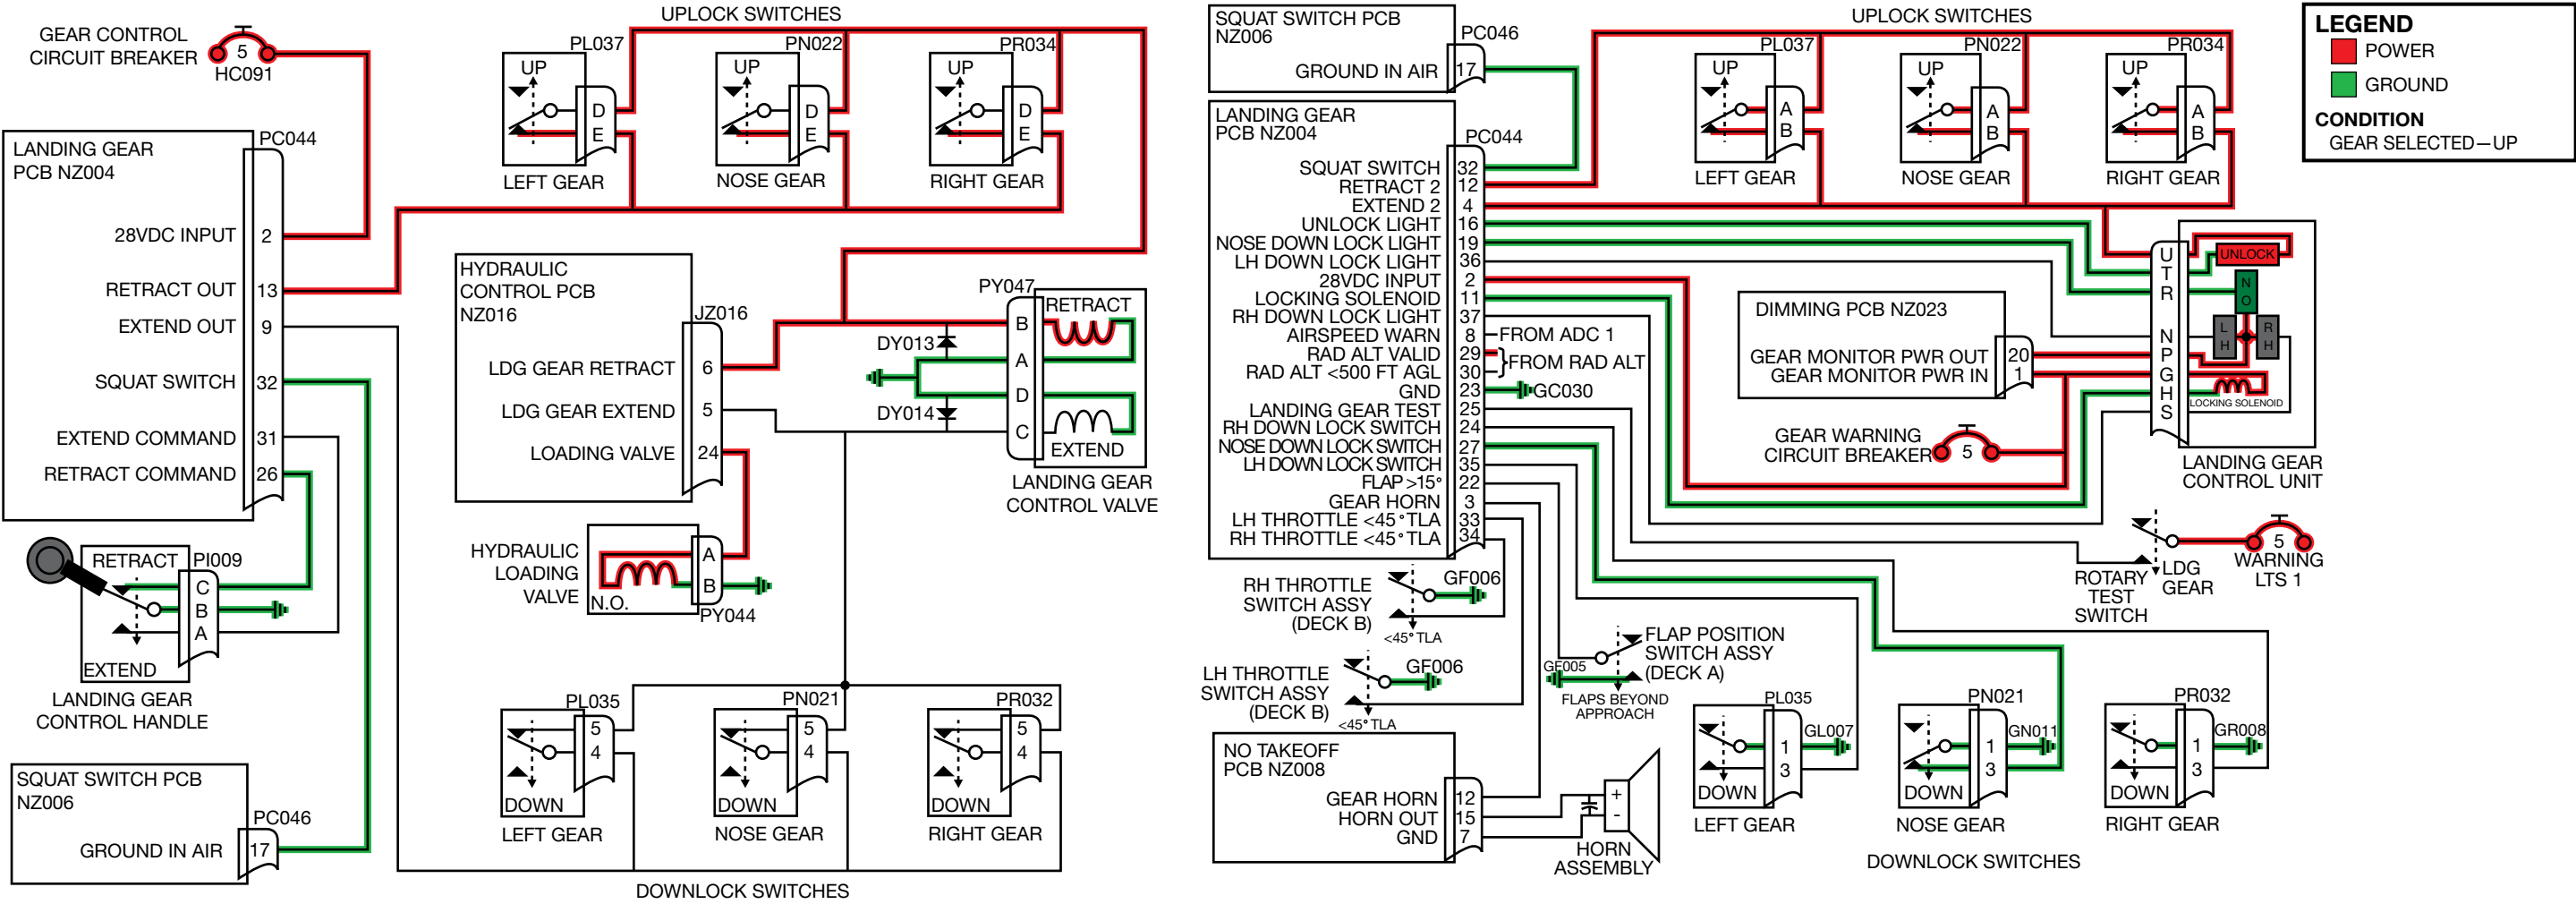 GEAR CONTROL
CIRCUIT BREAKER
5
HC091
LANDING GEAR
PCB NZ004
PC044
28VDC INPUT 2
RETRACT OUT 13
EXTEND OUT 9
SQUAT SWITCH 32
EXTEND COMMAND 31
RETRACT COMMAND 26
RETRACT
PI009
C
B
A
EXTEND
LANDING GEAR
CONTROL HANDLE
SQUAT SWITCH PCB
NZ006
PC046
GROUND IN AIR 17
UPLOCK SWITCHES
PL037
UP
D
E
LEFT GEAR
PN022
UP
D
E
NOSE GEAR
PR034
UP
D
E
RIGHT GEAR
HYDRAULIC
CONTROL PCB
NZ016
JZ016
LDG GEAR RETRACT 6
LDG GEAR EXTEND 5
LOADING VALVE 24
DY013
DY014
PY047
RETRACT
B
A
D
C
EXTEND
LANDING GEAR
CONTROL VALVE
HYDRAULIC
LOADING
VALVE
N.O.
A
B
PY044
PL035
5
4
DOWN
LEFT GEAR
PN021
5
4
DOWN
NOSE GEAR
PR032
5
4
DOWN
RIGHT GEAR
DOWNLOCK SWITCHES
SQUAT SWITCH PCB
NZ006
PC046
GROUND IN AIR 17
LANDING GEAR
PCB NZ004
PC044
SQUAT SWITCH 32
RETRACT 2 12
EXTEND 2 4
UNLOCK LIGHT 16
NOSE DOWN LOCK LIGHT 19
LH DOWN LOCK LIGHT 36
28VDC INPUT 2
LOCKING SOLENOID 11
RH DOWN LOCK LIGHT 37
AIRSPEED WARN 8 FROM ADC 1
RAD ALT VALID 29
RAD ALT <500 FT AGL 30
FROM RAD ALT
GND 23 GC030
LANDING GEAR TEST 25
RH DOWN LOCK SWITCH 24
NOSE DOWN LOCK SWITCH 27
LH DOWN LOCK SWITCH 35
FLAP >15° 22
GEAR HORN 3
LH THROTTLE <45°TLA 33
RH THROTTLE <45°TLA 34
RH THROTTLE
SWITCH ASSY
(DECK B)
GF006
<45°TLA
LH THROTTLE
SWITCH ASSY
(DECK B)
GF006
<45°TLA
NO TAKEOFF
PCB NZ008
GEAR HORN 12
HORN OUT 15
GND 7
+
-
HORN
ASSEMBLY
FLAP POSITION
SWITCH ASSY
(DECK A)
GF005
FLAPS BEYOND
APPROACH
UPLOCK SWITCHES
PL037
UP
A
B
LEFT GEAR
PN022
UP
A
B
NOSE GEAR
PR034
UP
A
B
RIGHT GEAR
DIMMING PCB NZ023
GEAR MONITOR PWR OUT 20
GEAR MONITOR PWR IN 1
GEAR WARNING
CIRCUIT BREAKER
5
U
T
R
N
P
G
H
S
UNLOCK
N
O
L
H
R
H
LOCKING SOLENOID
LANDING GEAR
CONTROL UNIT
ROTARY
TEST
SWITCH
LDG
GEAR
5
WARNING
LTS 1
PL035
1
3
GL007
DOWN
LEFT GEAR
PN021
1
3
GN011
DOWN
NOSE GEAR
PR032
1
3
GR008
DOWN
RIGHT GEAR
DOWNLOCK SWITCHES
LEGEND
POWER
GROUND
CONDITION
GEAR SELECTED—UP